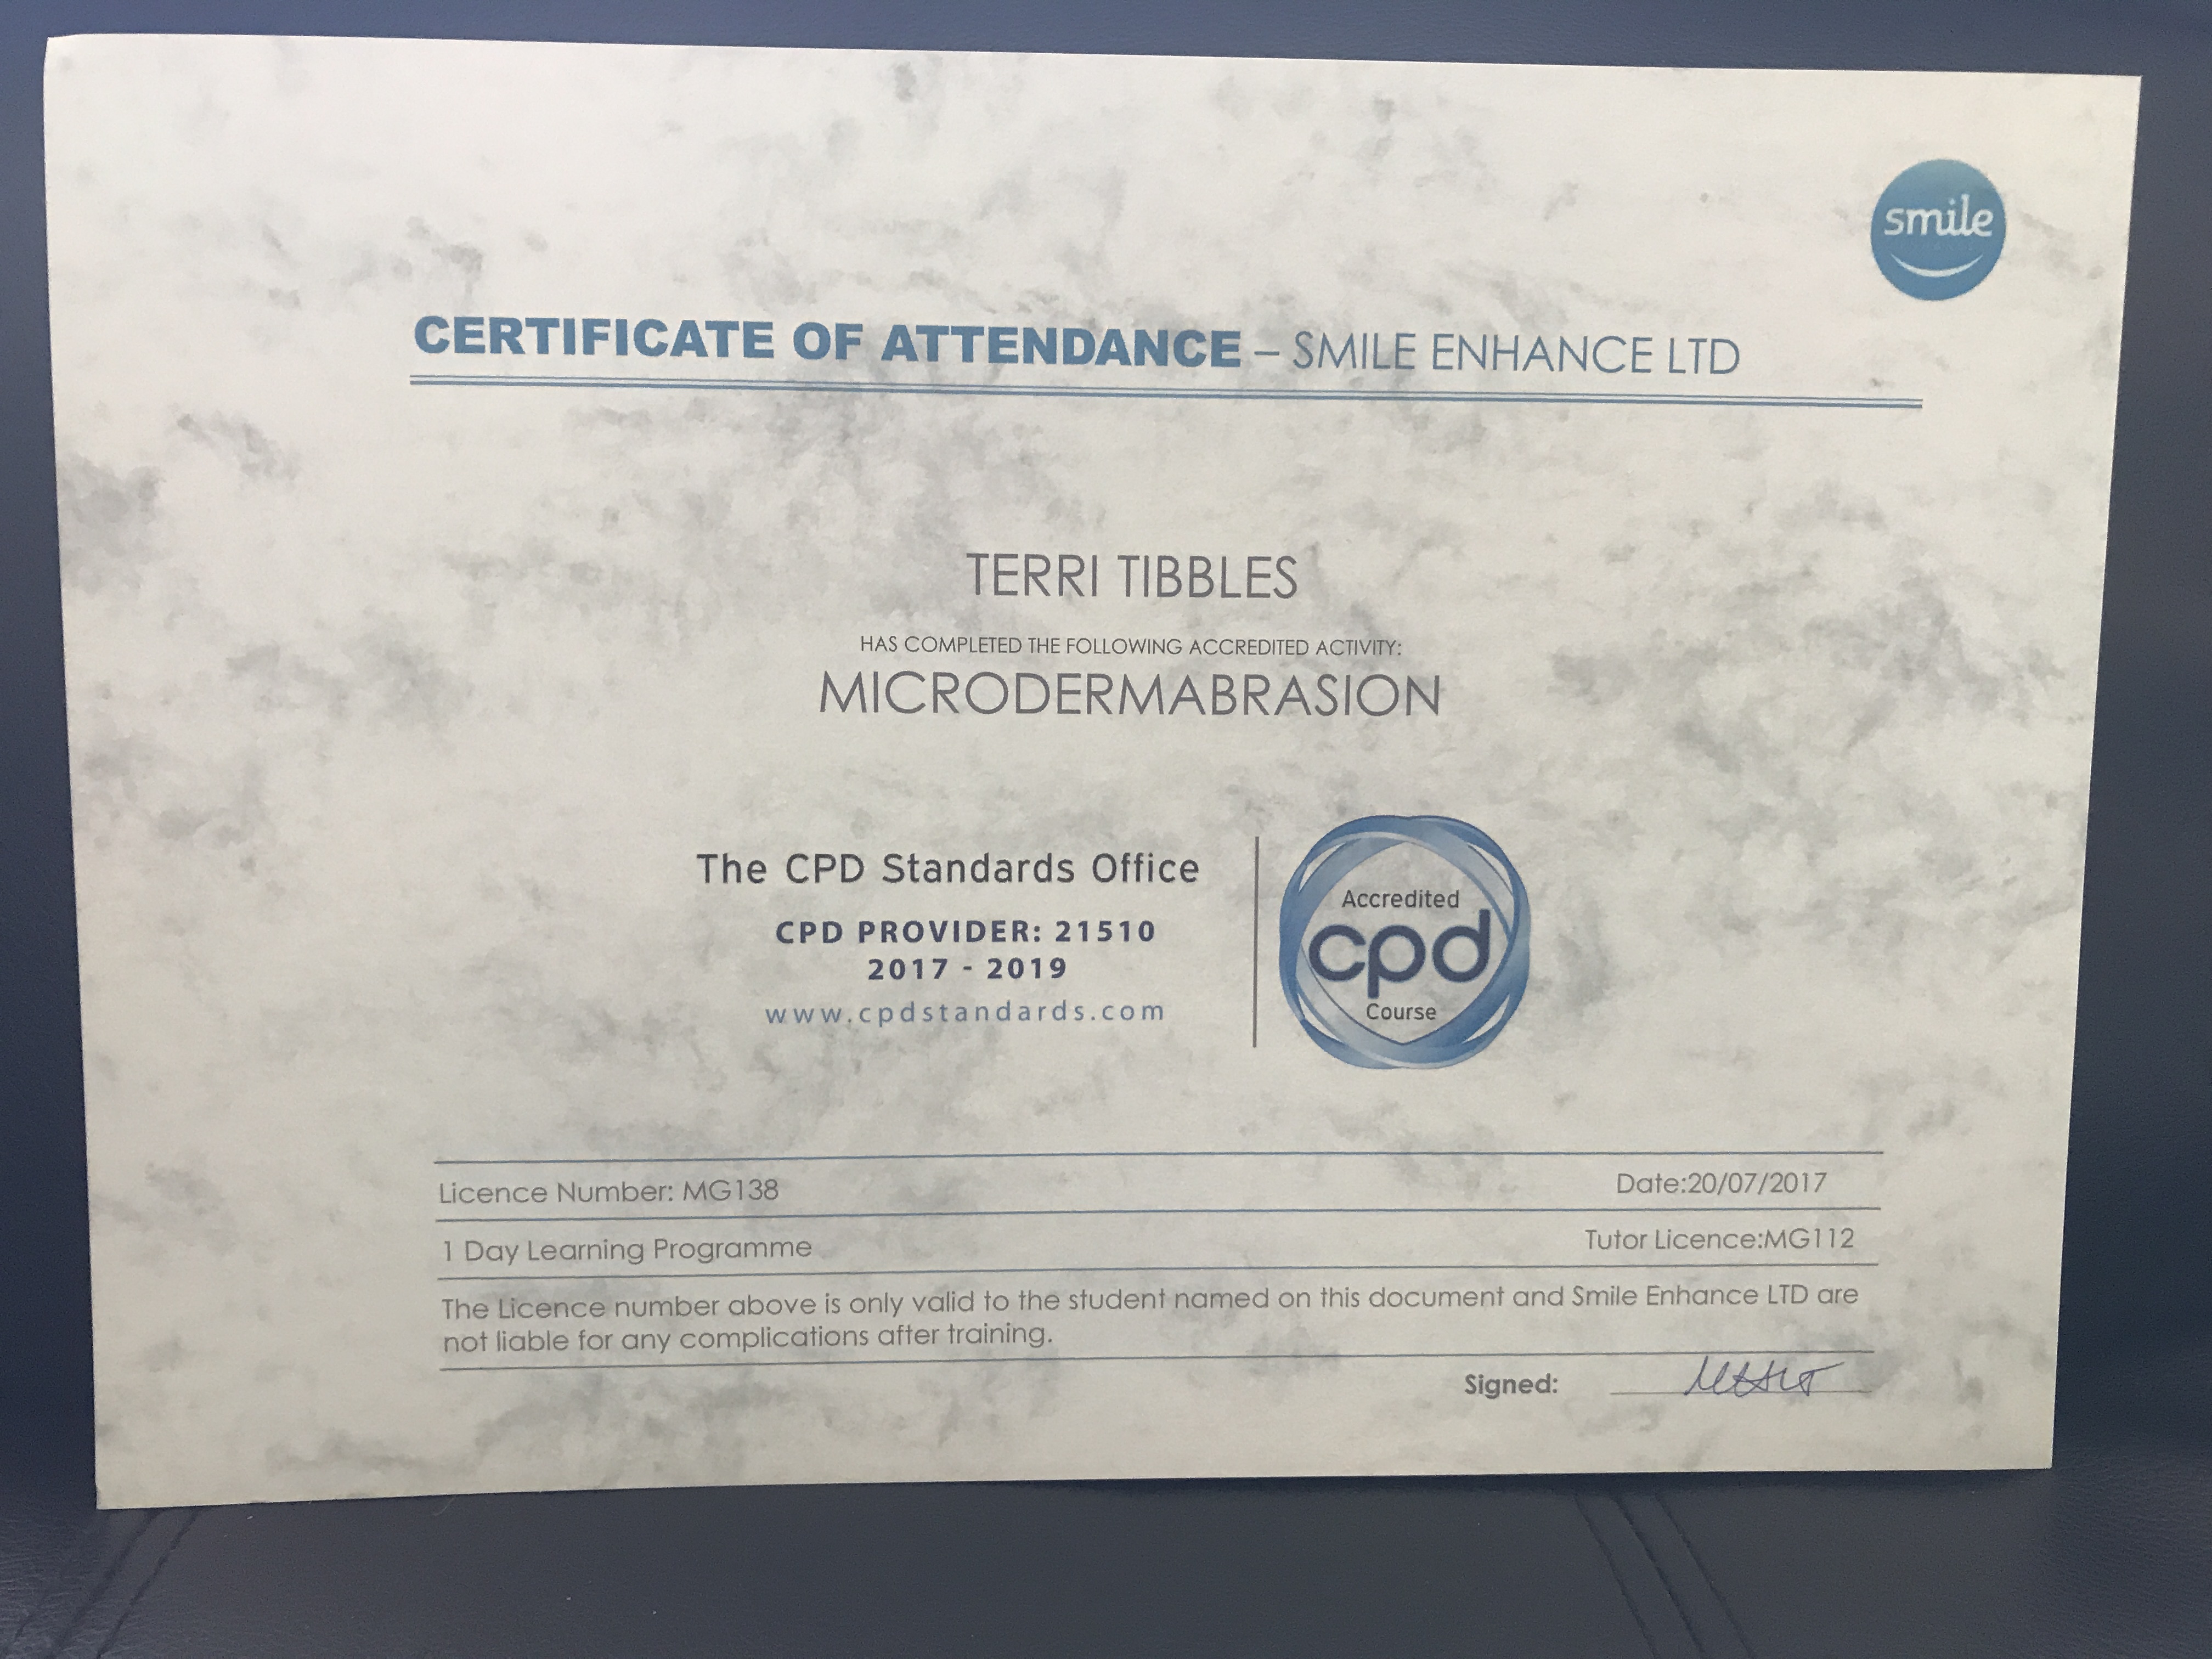 smile
CERTIFICATE OF ATTENDANCE – SMILE ENHANCE LTD
TERRI TIBBLES
HAS COMPLETED THE FOLLOWING ACCREDITED ACTIVITY:
MICRODERMABRASION
The CPD Standards Office
CPD PROVIDER: 21510
2017 - 2019
www.cpdstandards.com
Accredited
cpd
Course
Licence Number: MG138
Date:20/07/2017
1 Day Learning Programme
Tutor Licence:MG112
The Licence number above is only valid to the student named on this document and Smile Enhance LTD are
not liable for any complications after training.
Signed: